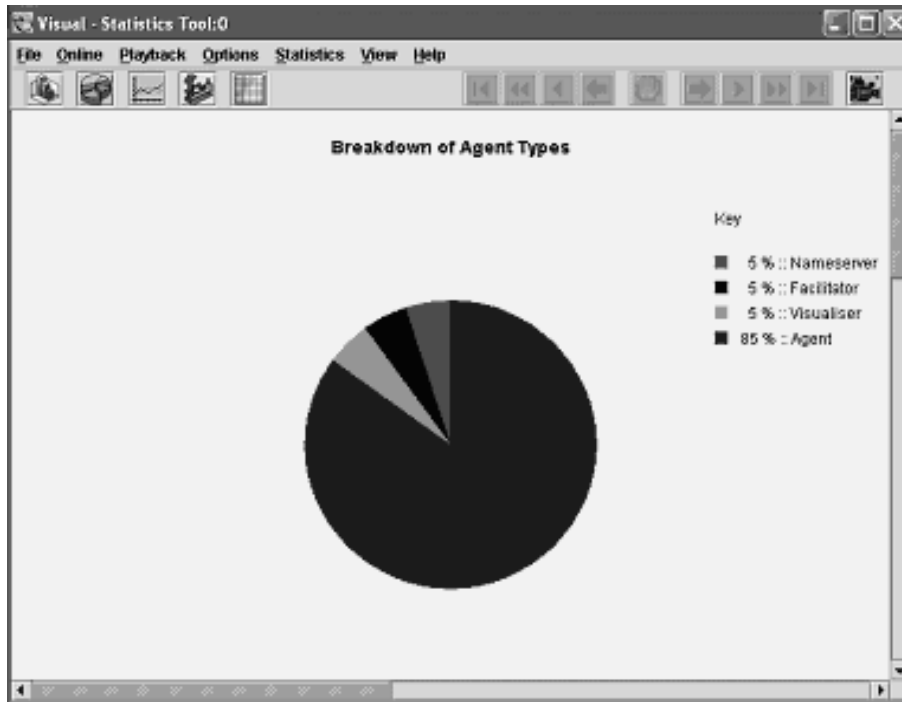 Visual - Statistics Tool:0
File Online Playback Options Statistics View Help
Breakdown of Agent Types
Key
5 % :: Nameserver
5 % :: Facilitator
5 % :: Visualiser
85 % :: Agent